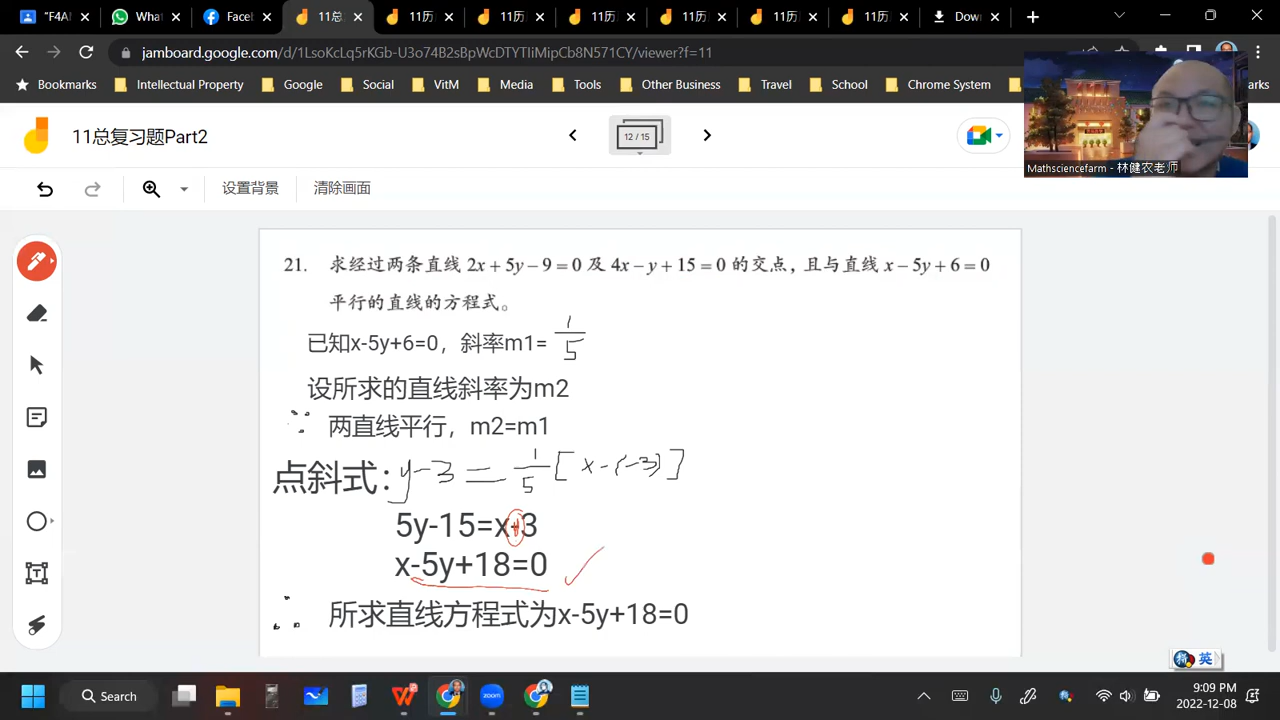 "F4A
What
Facel
11总
11历
11历
11历
11历
11历
11历
Down
jamboard.google.com/d/1LsoKcLq5rKGb-U3o74B2sBpWcDTYTIiMipCb8N571CY/viewer?f=11
Bookmarks Intellectual Property Google Social VitM Media Tools Other Business Travel School Chrome System
11总复习题Part2
12 / 15
Mathsciencefarm - 林健农老师
设置背景 清除画面
21. 求经过两条直线 2x + 5y − 9 = 0 及 4x − y + 15 = 0 的交点，且与直线 x − 5y + 6 = 0
平行的直线的方程式。
已知x-5y+6=0，斜率m1= 1/5
设所求的直线斜率为m2
∵ 两直线平行，m2=m1
点斜式：y-3 = 1/5 [x-(-3)]
5y-15=x+3
x-5y+18=0 ✓
∴ 所求直线方程式为x-5y+18=0
英
Search
zoom
9:09 PM
2022-12-08